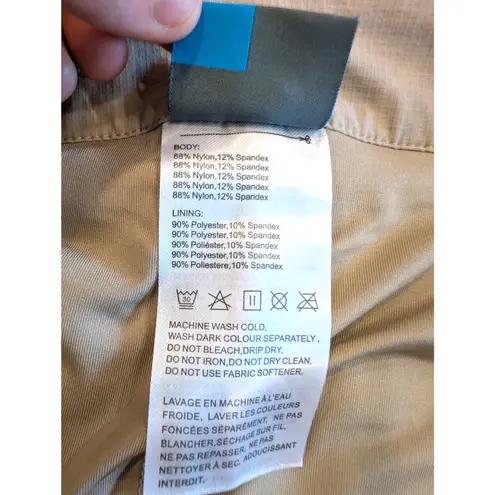 BODY:
88% Nylon,12% Spandex
88% Nylon,12% Spandex
88% Nylon,12% Spandex
88% Nylon,12% Spandex
88% Nylon,12% Spandex
LINING:
90% Polyester,10% Spandex
90% Polyester,10% Spandex
90% Poliéster,10% Spandex
90% Polyester,10% Spandex
90% Poliestere,10% Spandex
30
MACHINE WASH COLD,
WASH DARK COLOUR SEPARATELY ,
DO NOT BLEACH,DRIP DRY,
DO NOT IRON,DO NOT DRY CLEAN,
DO NOT USE FABRIC SOFTENER.
LAVAGE EN MACHINE À L'EAU
FROIDE, LAVER LES COULEURS
FONCÉES SÉPARÉMENT, NE PAS
BLANCHIR,SÉCHAGE SUR FIL,
NE PAS REPASSER, NE PAS
NETTOYER À SEC, ADOUCISSANT
INTERDIT.